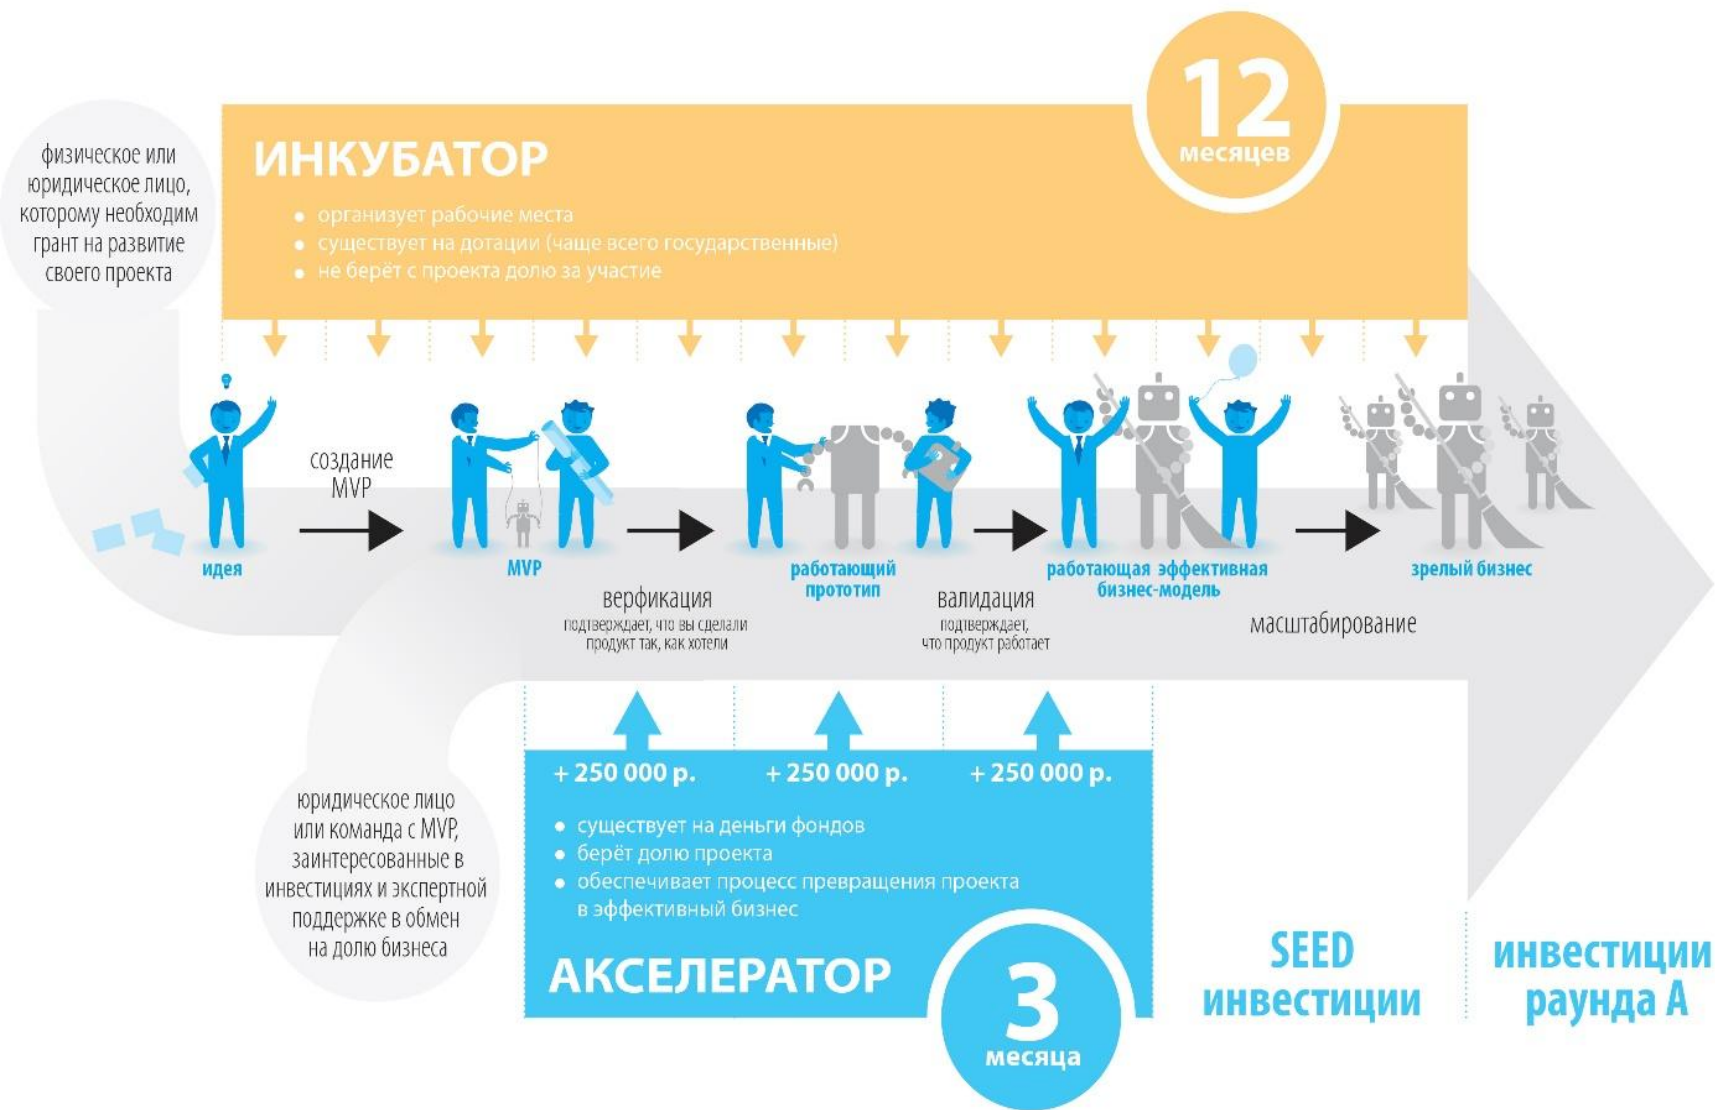 12
месяцев
физическое или
юридическое лицо,
которому необходим
грант на развитие
своего проекта
ИНКУБАТОР
• организует рабочие места
• существует на дотации (чаще всего государственные)
• не берёт с проекта долю за участие
создание
MVP
идея
MVP
работающий
прототип
работающая эффективная
бизнес-модель
зрелый бизнес
верфикация
подтверждает, что вы сделали
продукт так, как хотели
валидация
подтверждает,
что продукт работает
масштабирование
+ 250 000 р.
+ 250 000 р.
+ 250 000 р.
юридическое лицо
или команда с MVP,
заинтересованные в
инвестициях и экспертной
поддержке в обмен
на долю бизнеса
• существует на деньги фондов
• берёт долю проекта
• обеспечивает процесс превращения проекта
в эффективный бизнес
АКСЕЛЕРАТОР
3
месяца
SEED
инвестиции
инвестиции
раунда А